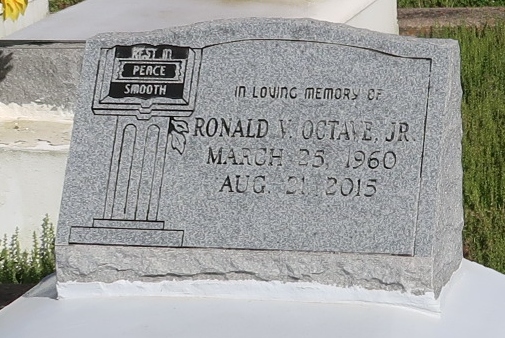 REST IN
PEACE
SMOOTH
IN LOVING MEMORY OF
RONALD V. OCTAVE, JR.
MARCH 25, 1960
AUG. 21, 2015